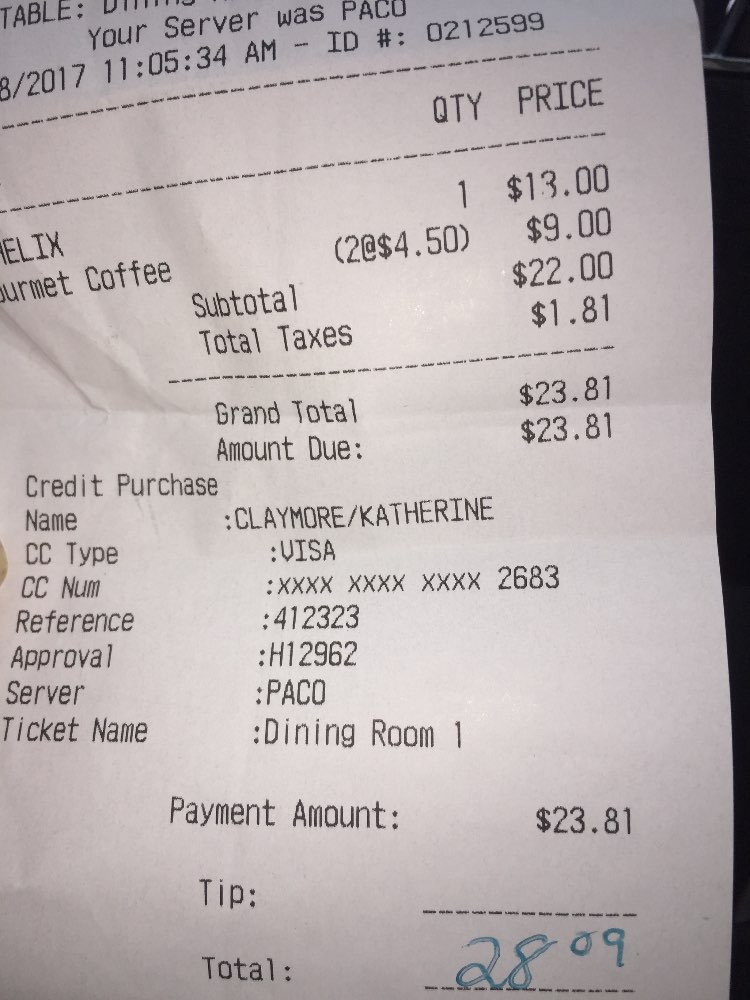 TABLE: Dining
Your Server was PACO
8/2017 11:05:34 AM - ID #: 0212599
QTY PRICE
1 $13.00
ELIX (2@$4.50) $9.00
urmet Coffee $22.00
Subtotal $1.81
Total Taxes
Grand Total $23.81
Amount Due: $23.81
Credit Purchase
Name :CLAYMORE/KATHERINE
CC Type :VISA
CC Num :XXXX XXXX XXXX 2683
Reference :412323
Approval :H12962
Server :PACO
Ticket Name :Dining Room 1
Payment Amount: $23.81
Tip:
Total: 28 09